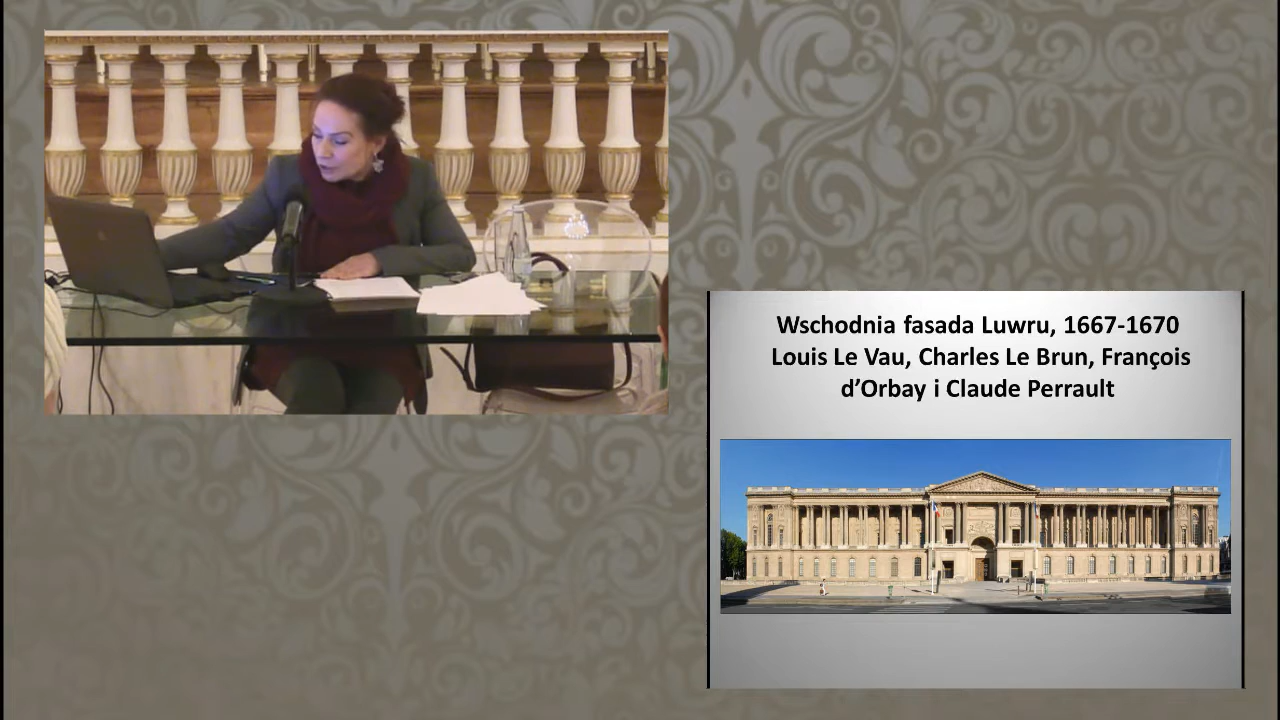 Wschodnia fasada Luwru, 1667-1670
Louis Le Vau, Charles Le Brun, François
d’Orbay i Claude Perrault